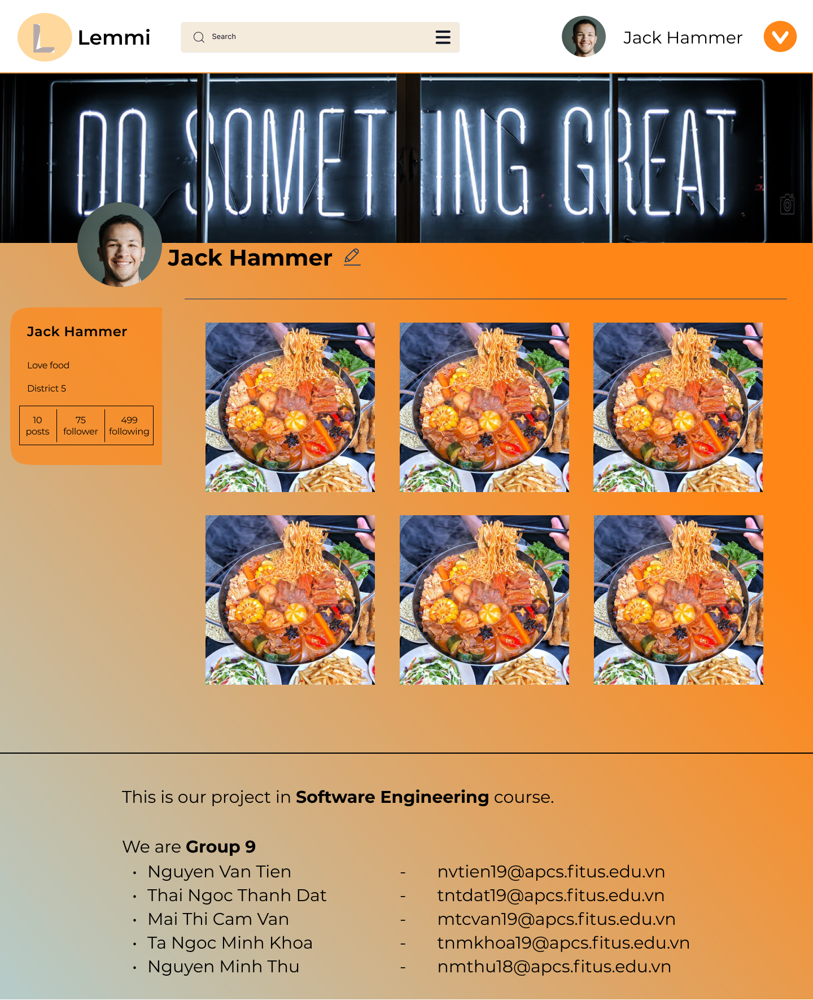 L
Lemmi
Search
Jack Hammer
DO SOMETHING GREAT
Jack Hammer
Jack Hammer
Love food
District 5
10 posts
75 follower
499 following
This is our project in Software Engineering course.
We are Group 9
• Nguyen Van Tien - nvtien19@apcs.fitus.edu.vn
• Thai Ngoc Thanh Dat - tntdat19@apcs.fitus.edu.vn
• Mai Thi Cam Van - mtcvan19@apcs.fitus.edu.vn
• Ta Ngoc Minh Khoa - tnmkhoa19@apcs.fitus.edu.vn
• Nguyen Minh Thu - nmthu18@apcs.fitus.edu.vn